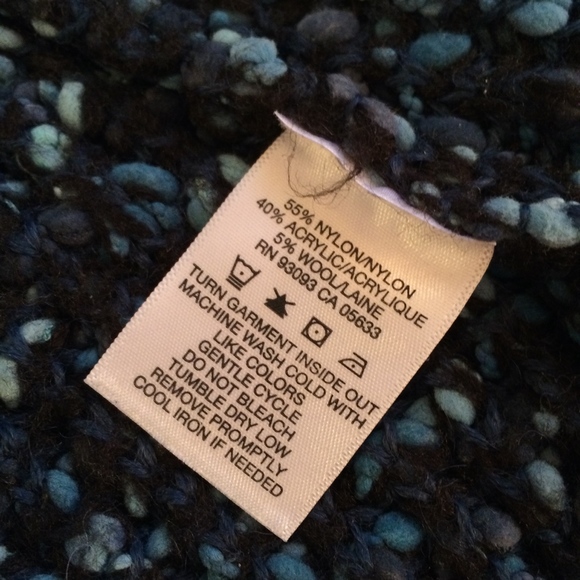 55% NYLON/NYLON
40% ACRYLIC/ACRYLIQUE
5% WOOL/LAINE
RN 93093 CA 05633
TURN GARMENT INSIDE OUT.
MACHINE WASH COLD WITH
LIKE COLORS
GENTLE CYCLE
DO NOT BLEACH
TUMBLE DRY LOW
REMOVE PROMPTLY
COOL IRON IF NEEDED